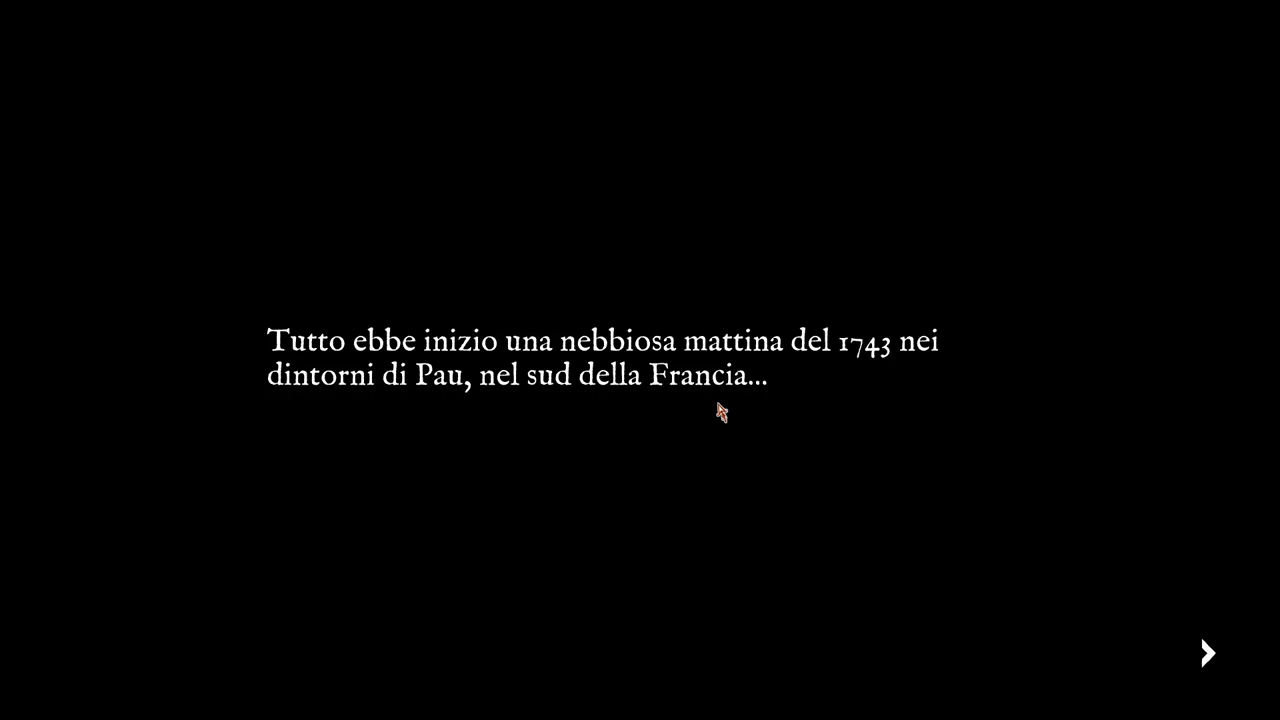 Tutto ebbe inizio una nebbiosa mattina del 1743 nei
dintorni di Pau, nel sud della Francia...